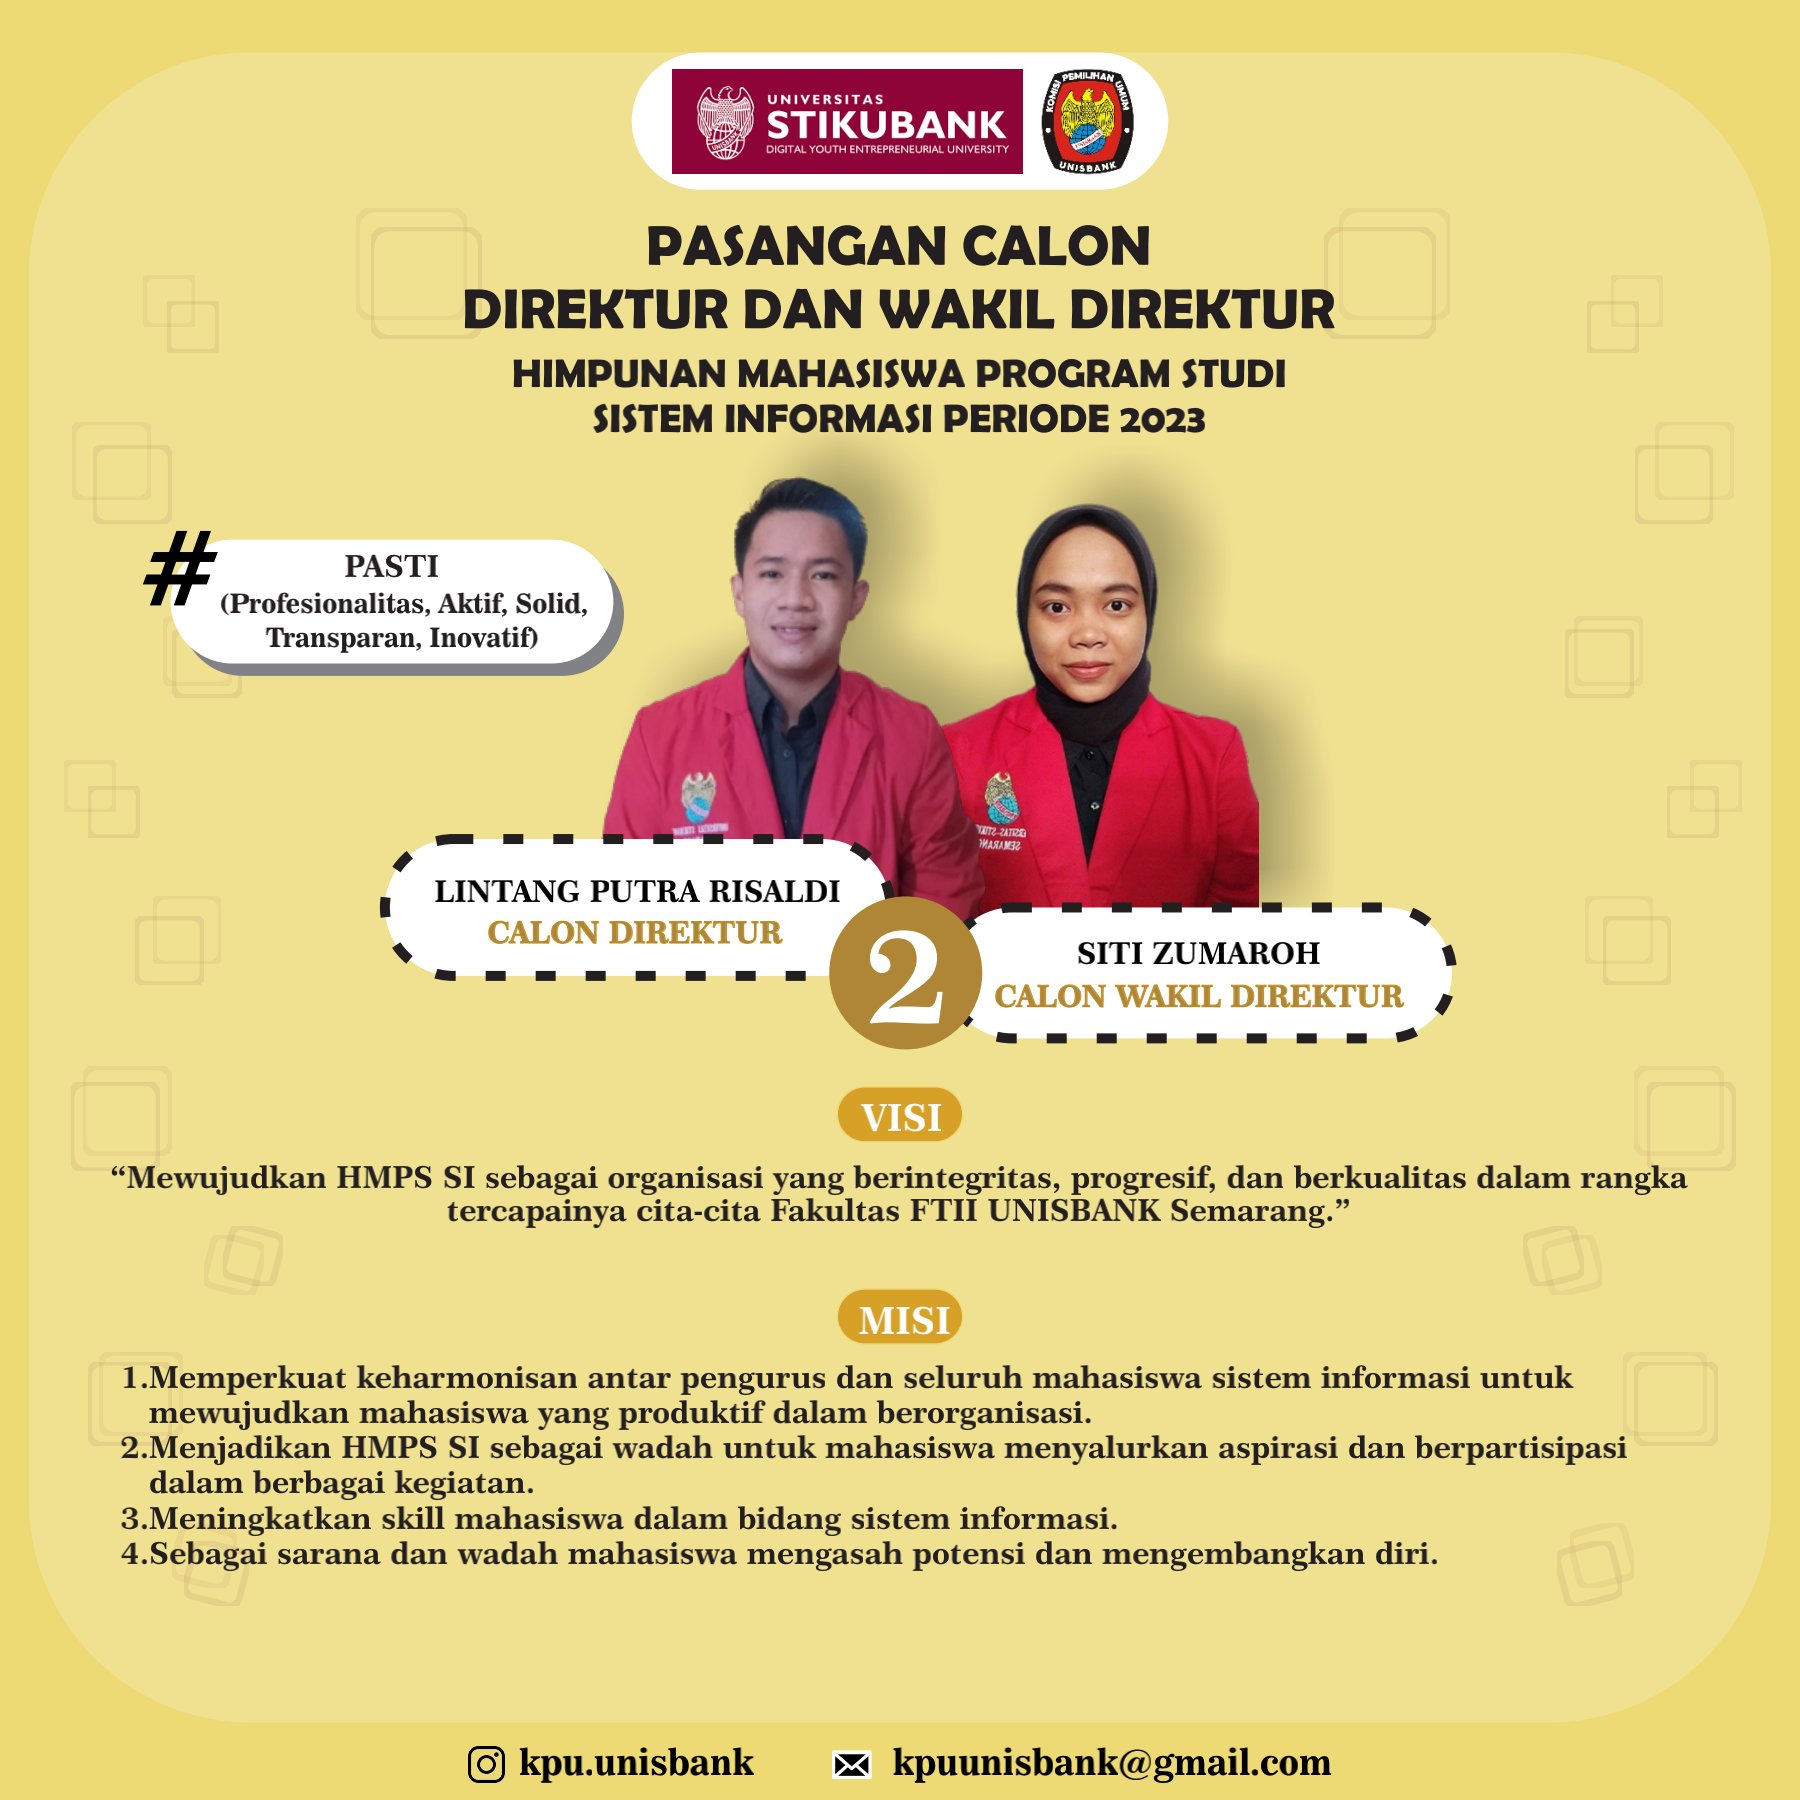 UNIVERSITAS
STIKUBANK
DIGITAL YOUTH ENTREPRENEURIAL UNIVERSITY
KOMISI PEMILIHAN UMUM
UNISBANK
PASANGAN CALON
DIREKTUR DAN WAKIL DIREKTUR
HIMPUNAN MAHASISWA PROGRAM STUDI
SISTEM INFORMASI PERIODE 2023
# PASTI
(Profesionalitas, Aktif, Solid,
Transparan, Inovatif)
LINTANG PUTRA RISALDI
CALON DIREKTUR
2
SITI ZUMAROH
CALON WAKIL DIREKTUR
VISI
“Mewujudkan HMPS SI sebagai organisasi yang berintegritas, progresif, dan berkualitas dalam rangka
tercapainya cita-cita Fakultas FTII UNISBANK Semarang.”
MISI
1.Memperkuat keharmonisan antar pengurus dan seluruh mahasiswa sistem informasi untuk
mewujudkan mahasiswa yang produktif dalam berorganisasi.
2.Menjadikan HMPS SI sebagai wadah untuk mahasiswa menyalurkan aspirasi dan berpartisipasi
dalam berbagai kegiatan.
3.Meningkatkan skill mahasiswa dalam bidang sistem informasi.
4.Sebagai sarana dan wadah mahasiswa mengasah potensi dan mengembangkan diri.
kpu.unisbank
kpuunisbank@gmail.com